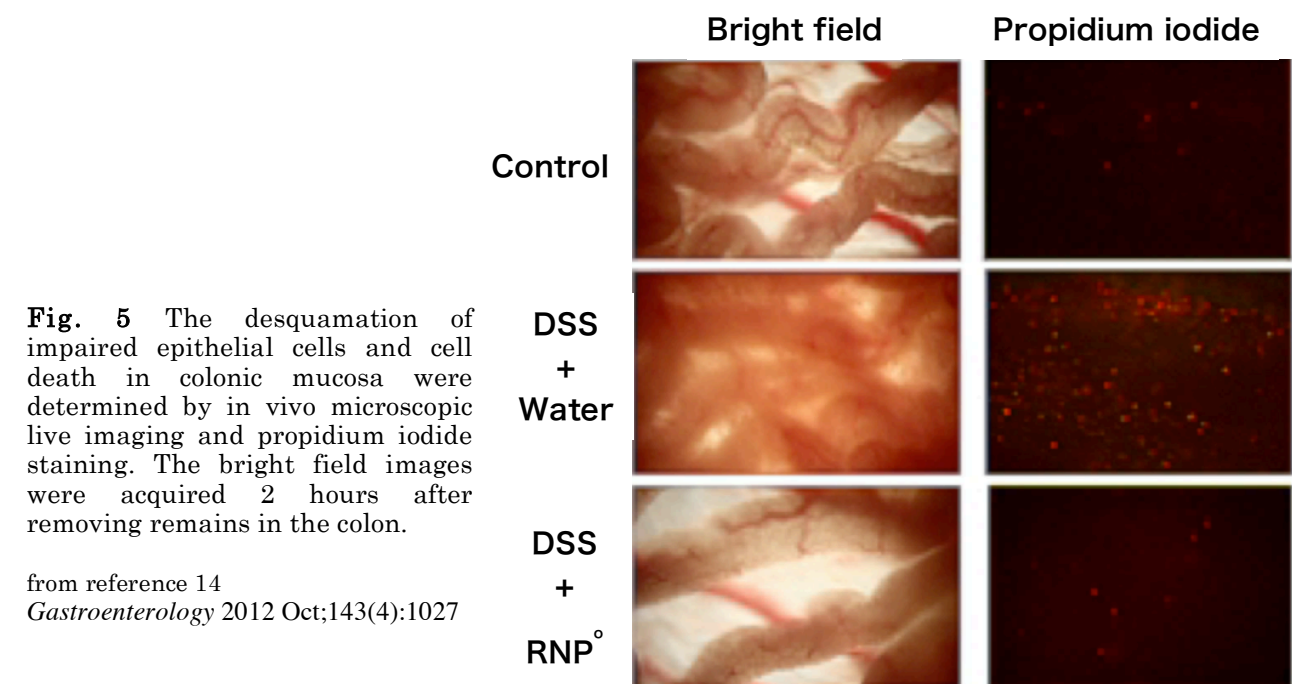 Bright field Propidium iodide
Control
DSS
+
Water
DSS
+
RNP°
Fig. 5 The desquamation of
impaired epithelial cells and cell
death in colonic mucosa were
determined by in vivo microscopic
live imaging and propidium iodide
staining. The bright field images
were acquired 2 hours after
removing remains in the colon.
from reference 14
Gastroenterology 2012 Oct;143(4):1027